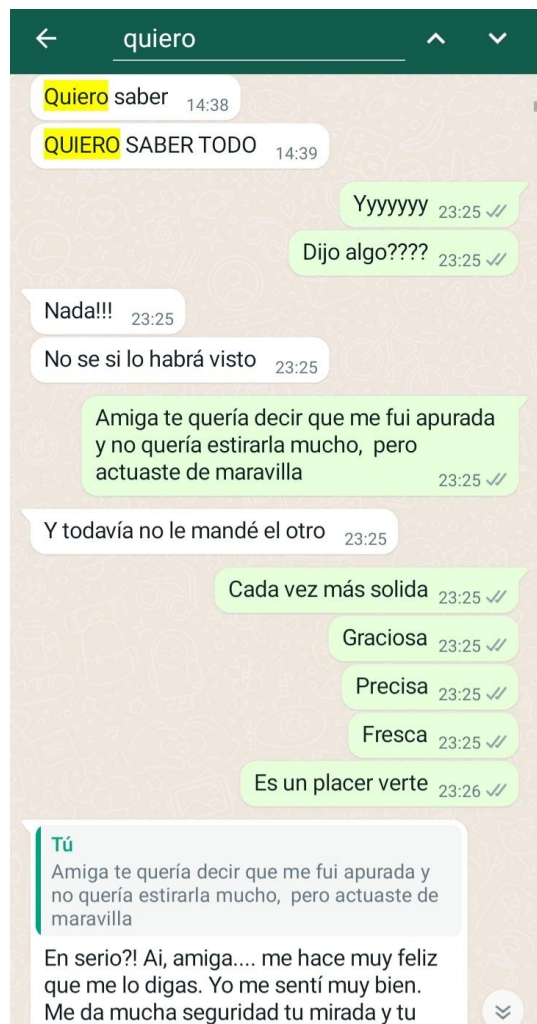 quiero
Quiero saber 14:38
QUIERO SABER TODO 14:39
Yyyyyyy 23:25
Dijo algo???? 23:25
Nada!!! 23:25
No se si lo habrá visto 23:25
Amiga te quería decir que me fui apurada
y no quería estirarla mucho, pero
actuaste de maravilla 23:25
Y todavía no le mandé el otro 23:25
Cada vez más solida 23:25
Graciosa 23:25
Precisa 23:25
Fresca 23:25
Es un placer verte 23:26
Tú
Amiga te quería decir que me fui apurada y
no quería estirarla mucho, pero actuaste de
maravilla
En serio?! Ai, amiga.... me hace muy feliz
que me lo digas. Yo me sentí muy bien.
Me da mucha seguridad tu mirada y tu